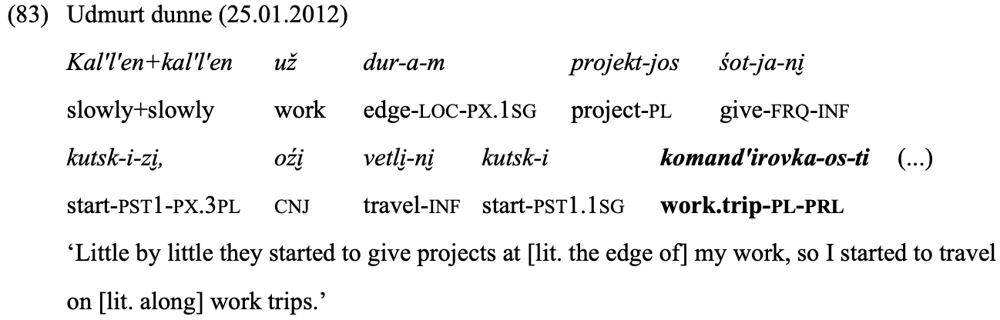 (83) Udmurt dunne (25.01.2012)
Kal'l'en+kal'l'en už dur-a-m projekt-jos śot-ja-ni̮
slowly+slowly work edge-LOC-PX.1SG project-PL give-FRQ-INF
kutsk-i-zi̮, oźi̮ vetli̮-ni̮ kutsk-i komand'irovka-os-ti (...)
start-PST1-PX.3PL CNJ travel-INF start-PST1.1SG work.trip-PL-PRL
‘Little by little they started to give projects at [lit. the edge of] my work, so I started to travel
on [lit. along] work trips.’